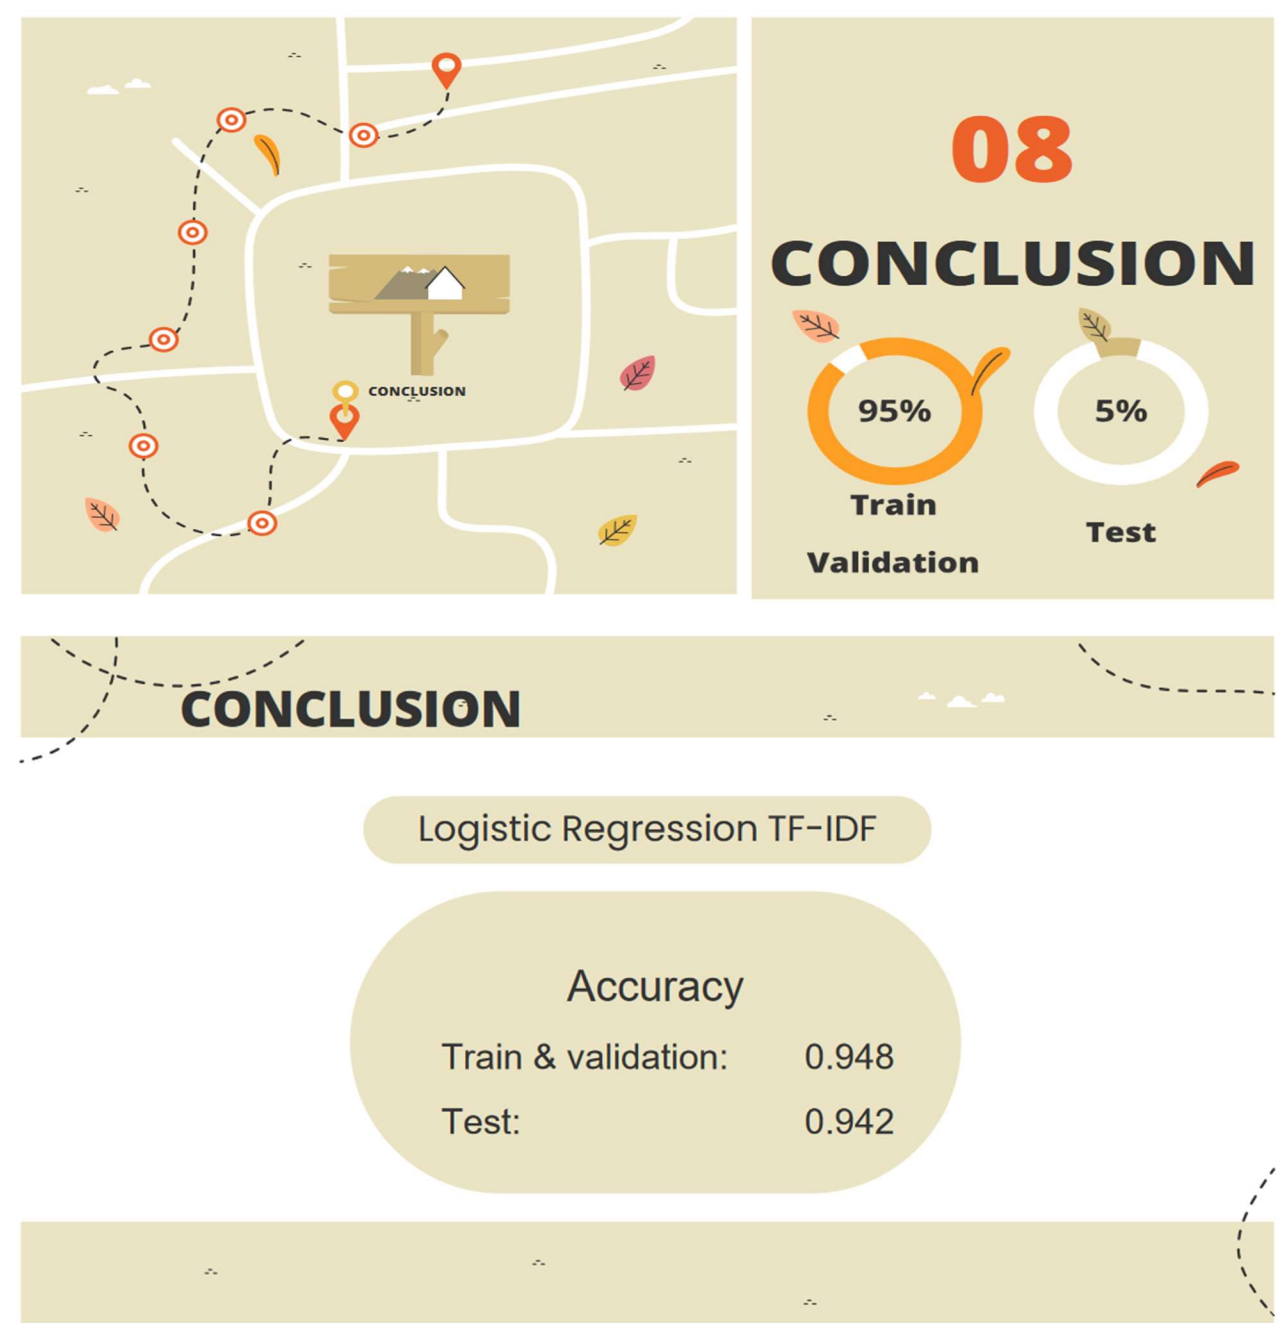 CONCLUSION
08
CONCLUSION
95%
5%
Train
Validation
Test
CONCLUSION
Logistic Regression TF-IDF
Accuracy
Train & validation: 0.948
Test: 0.942